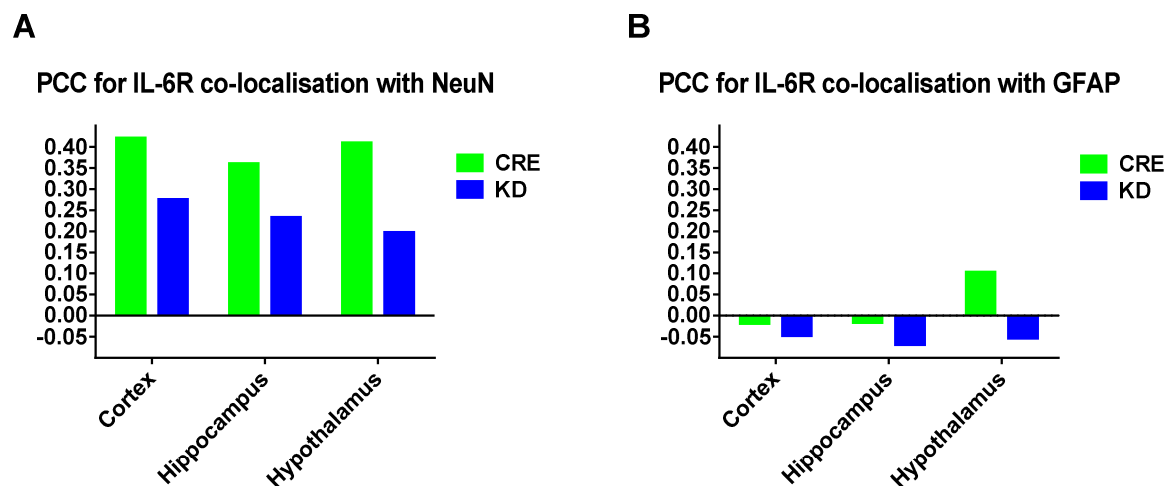 A
PCC for IL-6R co-localisation with NeuN
0.40
0.35
0.30
0.25
0.20
0.15
0.10
0.05
0.00
-0.05
Cortex
Hippocampus
Hypothalamus
CRE
KD
B
PCC for IL-6R co-localisation with GFAP
0.40
0.35
0.30
0.25
0.20
0.15
0.10
0.05
0.00
-0.05
Cortex
Hippocampus
Hypothalamus
CRE
KD